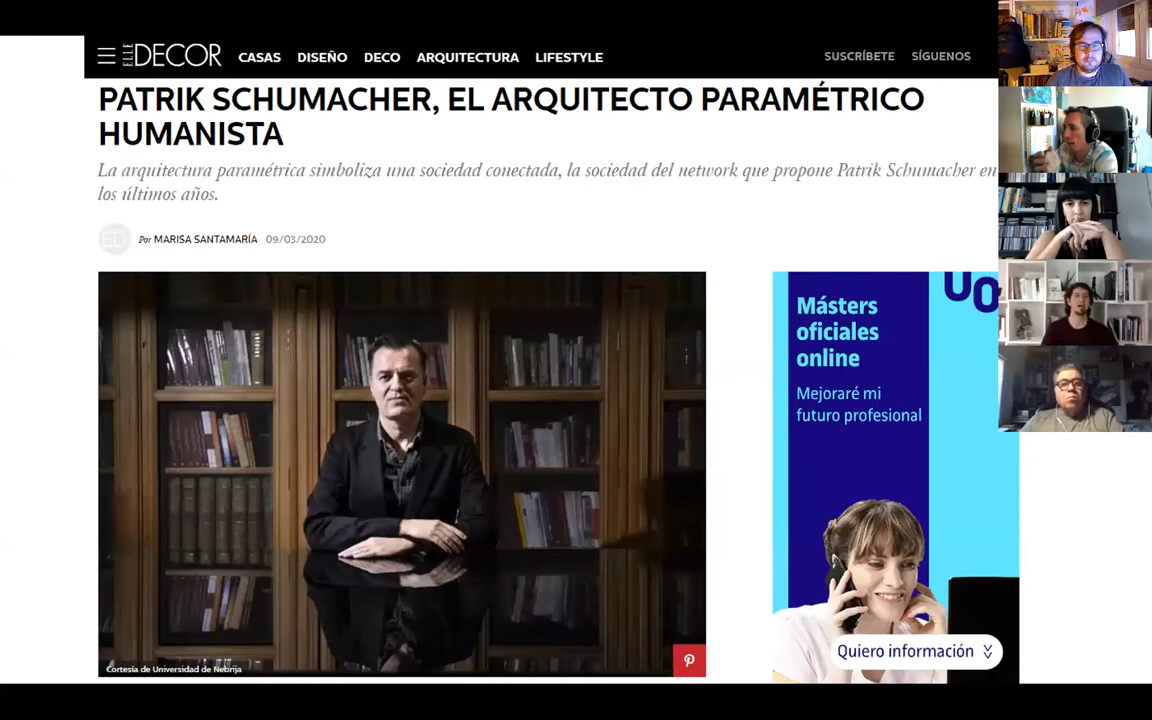 ELLE DECOR CASAS DISEÑO DECO ARQUITECTURA LIFESTYLE SUSCRÍBETE SÍGUENOS
PATRIK SCHUMACHER, EL ARQUITECTO PARAMÉTRICO
HUMANISTA
La arquitectura paramétrica simboliza una sociedad conectada, la sociedad del network que propone Patrik Schumacher en
los últimos años.
ED Por MARISA SANTAMARÍA 09/03/2020
UO
Másters
oficiales
online
Mejoraré mi
futuro profesional
Quiero información
Cortesía de Universidad de Nebrija